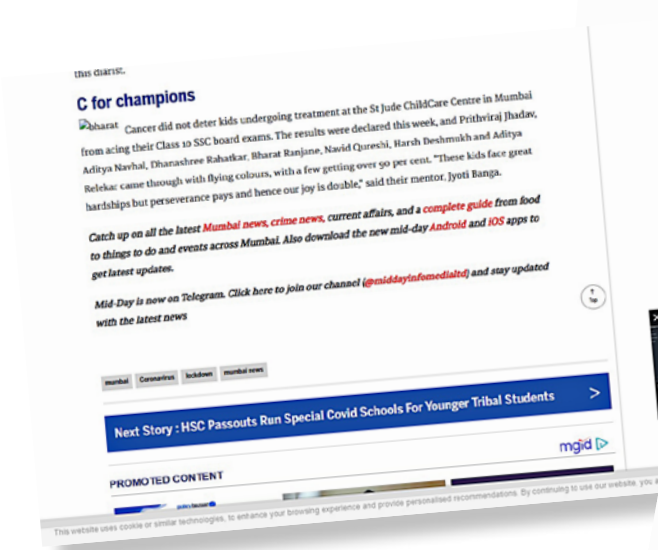 this diarist.
C for champions
bharat Cancer did not deter kids undergoing treatment at the St Jude ChildCare Centre in Mumbai
from acing their Class 10 SSC board exams. The results were declared this week, and Prithviraj Jhadav,
Aditya Navhal, Dhanashree Rahatkar, Bharat Ranjane, Navid Qureshi, Harsh Deshmukh and Aditya
Relekar came through with flying colours, with a few getting over 90 per cent. "These kids face great
hardships but perseverance pays and hence our joy is double," said their mentor, Jyoti Banga.
Catch up on all the latest Mumbai news, crime news, current affairs, and a complete guide from food
to things to do and events across Mumbai. Also download the new mid-day Android and iOS apps to
get latest updates.
Mid-Day is now on Telegram. Click here to join our channel (@middayinfomedialtd) and stay updated
with the latest news
↑
Top
mumbai Coronavirus lockdown mumbai news
Next Story : HSC Passouts Run Special Covid Schools For Younger Tribal Students >
mgid
PROMOTED CONTENT
policybazaar
This website uses cookie or similar technologies, to enhance your browsing experience and provide personalised recommendations. By continuing to use our website, you a